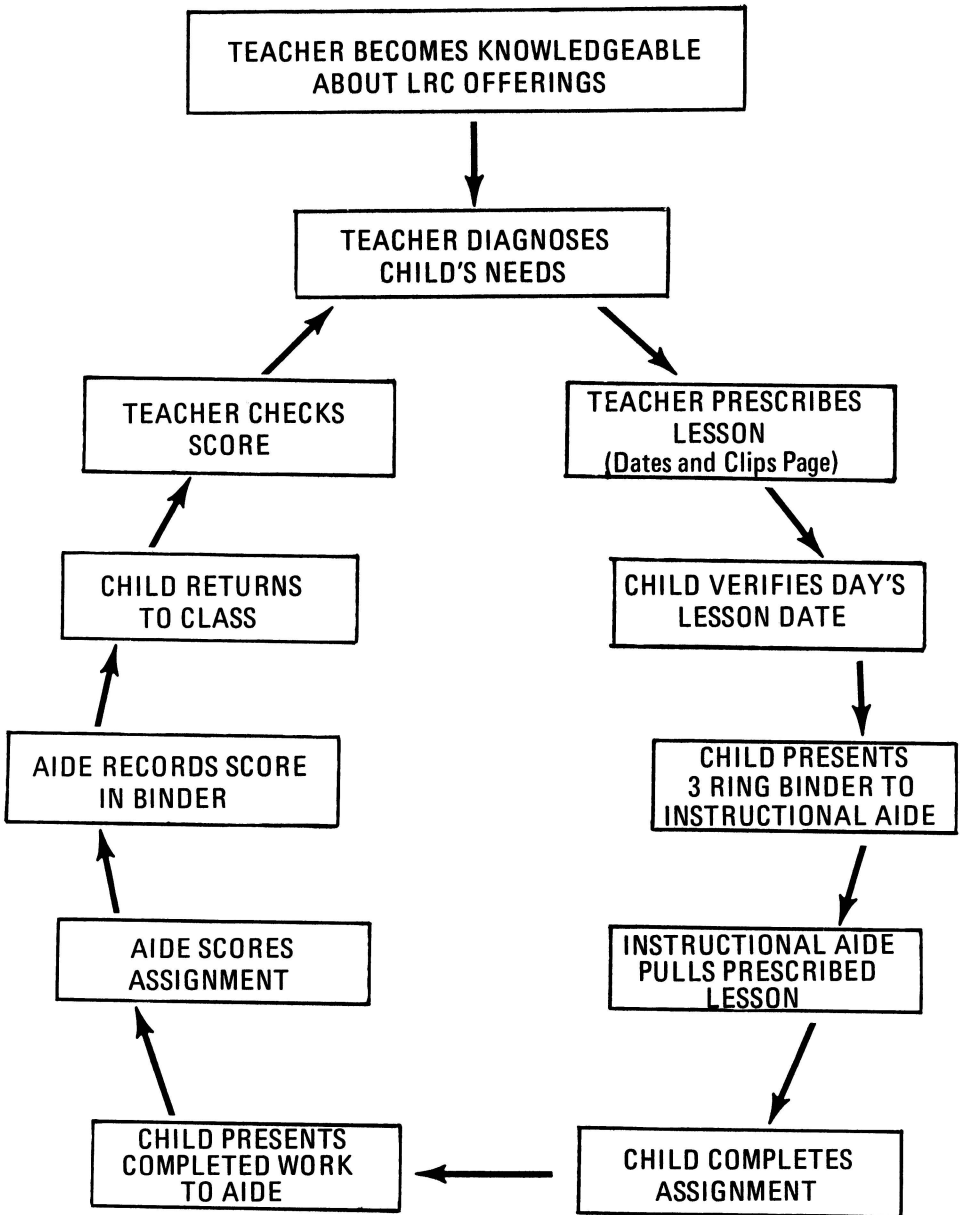 TEACHER BECOMES KNOWLEDGEABLE
ABOUT LRC OFFERINGS
TEACHER DIAGNOSES
CHILD'S NEEDS
TEACHER PRESCRIBES
LESSON
(Dates and Clips Page)
CHILD VERIFIES DAY'S
LESSON DATE
CHILD PRESENTS
3 RING BINDER TO
INSTRUCTIONAL AIDE
INSTRUCTIONAL AIDE
PULLS PRESCRIBED
LESSON
CHILD COMPLETES
ASSIGNMENT
CHILD PRESENTS
COMPLETED WORK
TO AIDE
AIDE SCORES
ASSIGNMENT
AIDE RECORDS SCORE
IN BINDER
CHILD RETURNS
TO CLASS
TEACHER CHECKS
SCORE